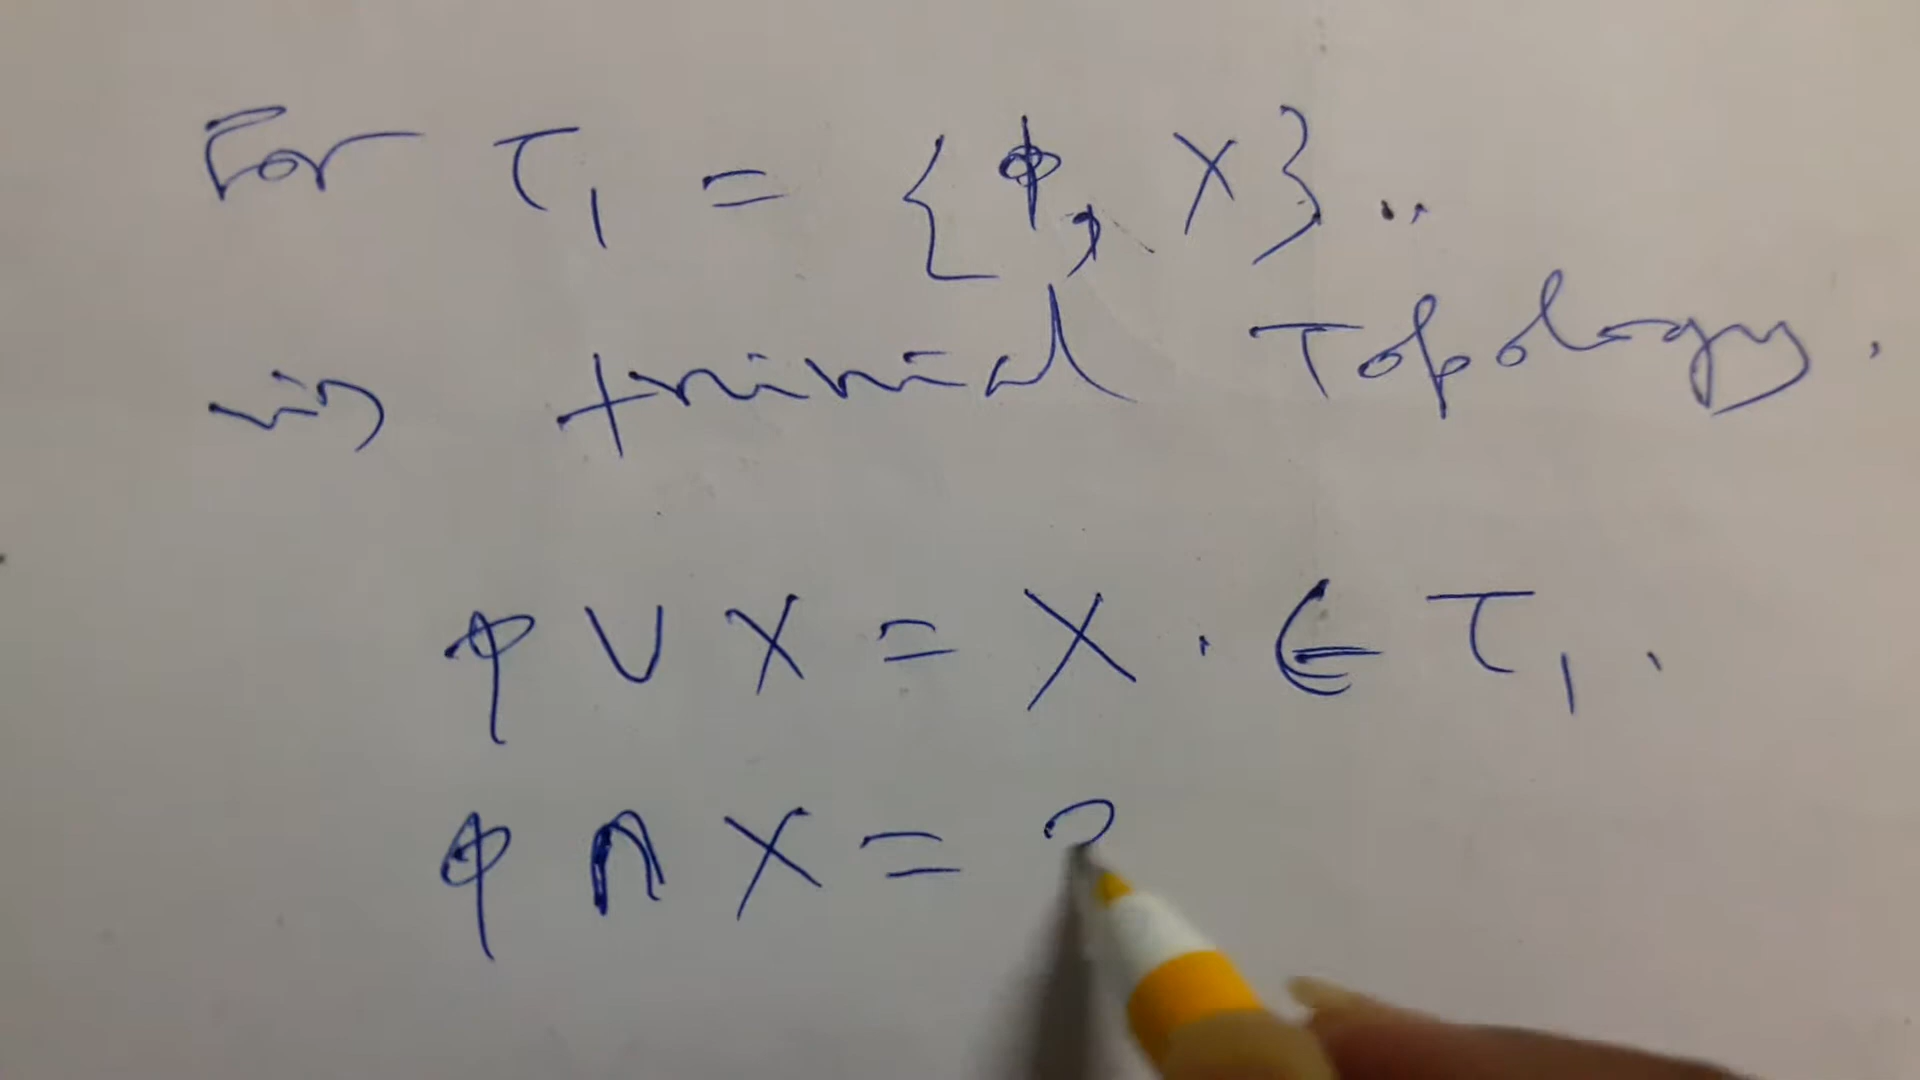 For τ₁ = {ϕ, X}..
is trivial Topology.
ϕ ∪ X = X . ∈ τ₁ .
ϕ ∩ X =